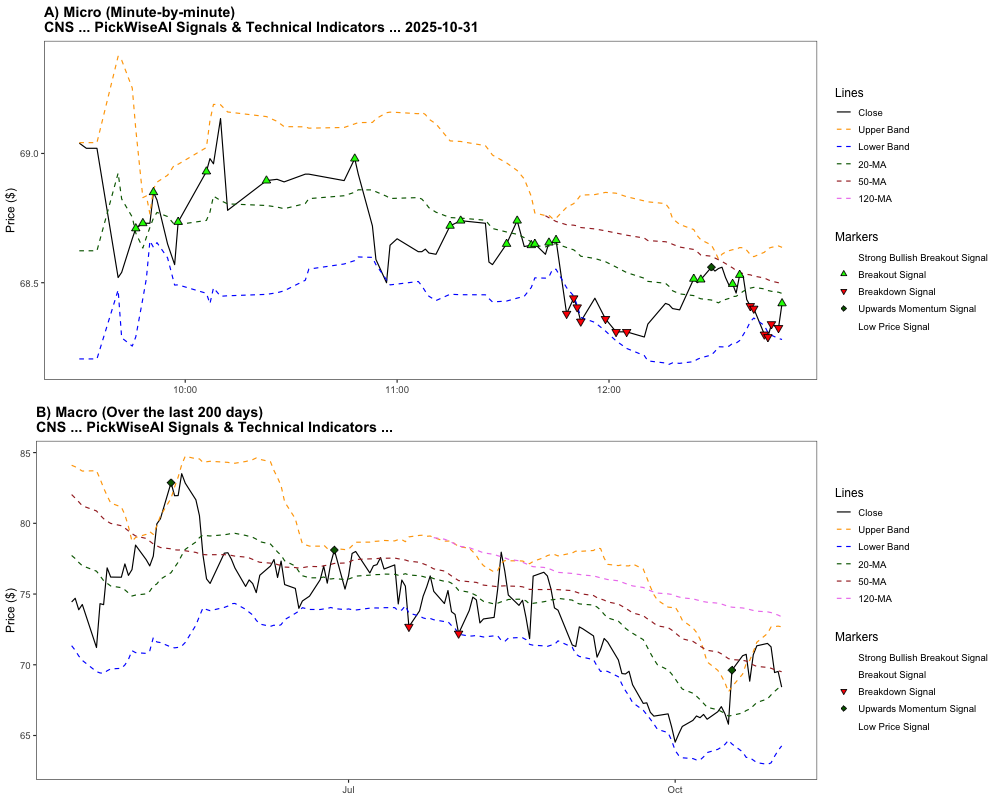 A) Micro (Minute-by-minute)
CNS ... PickWiseAI Signals & Technical Indicators ... 2025-10-31
Price ($)
69.0
68.5
10:00
11:00
12:00
Lines
Close
Upper Band
Lower Band
20-MA
50-MA
120-MA
Markers
Strong Bullish Breakout Signal
Breakout Signal
Breakdown Signal
Upwards Momentum Signal
Low Price Signal
B) Macro (Over the last 200 days)
CNS ... PickWiseAI Signals & Technical Indicators ...
Price ($)
85
80
75
70
65
Jul
Oct
Lines
Close
Upper Band
Lower Band
20-MA
50-MA
120-MA
Markers
Strong Bullish Breakout Signal
Breakout Signal
Breakdown Signal
Upwards Momentum Signal
Low Price Signal